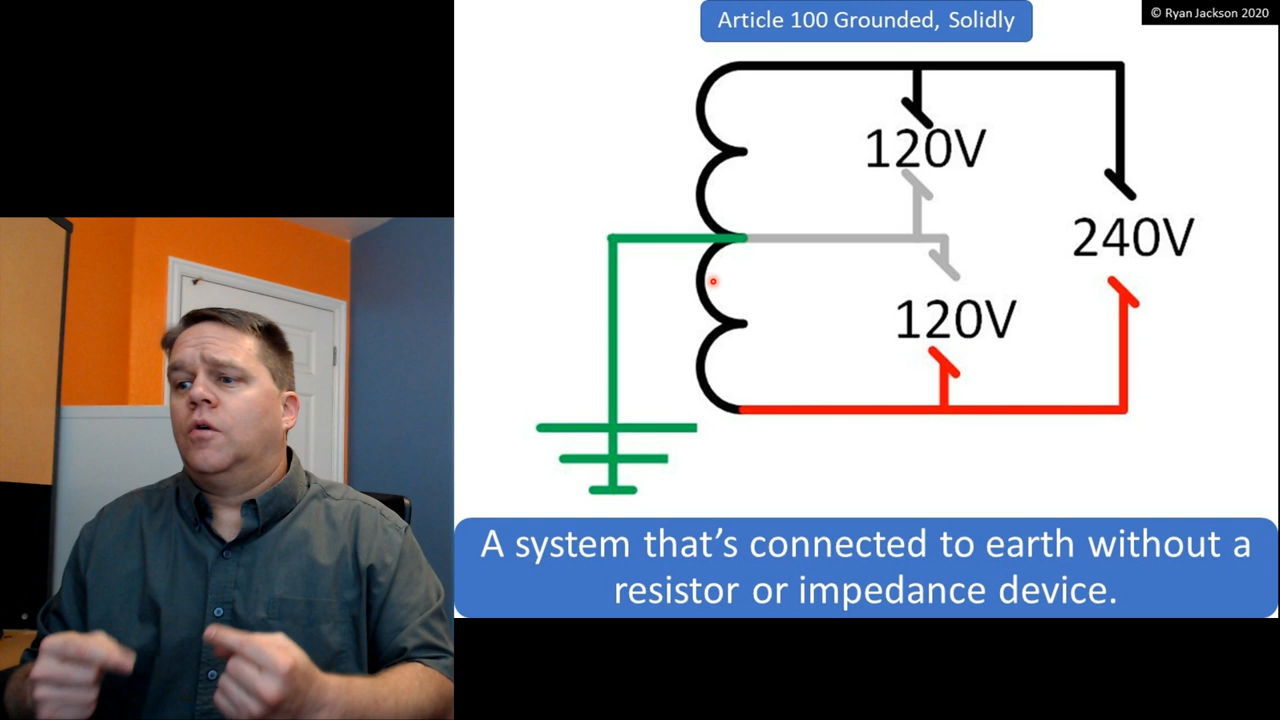 Article 100 Grounded, Solidly
© Ryan Jackson 2020
120V
240V
120V
A system that's connected to earth without a
resistor or impedance device.